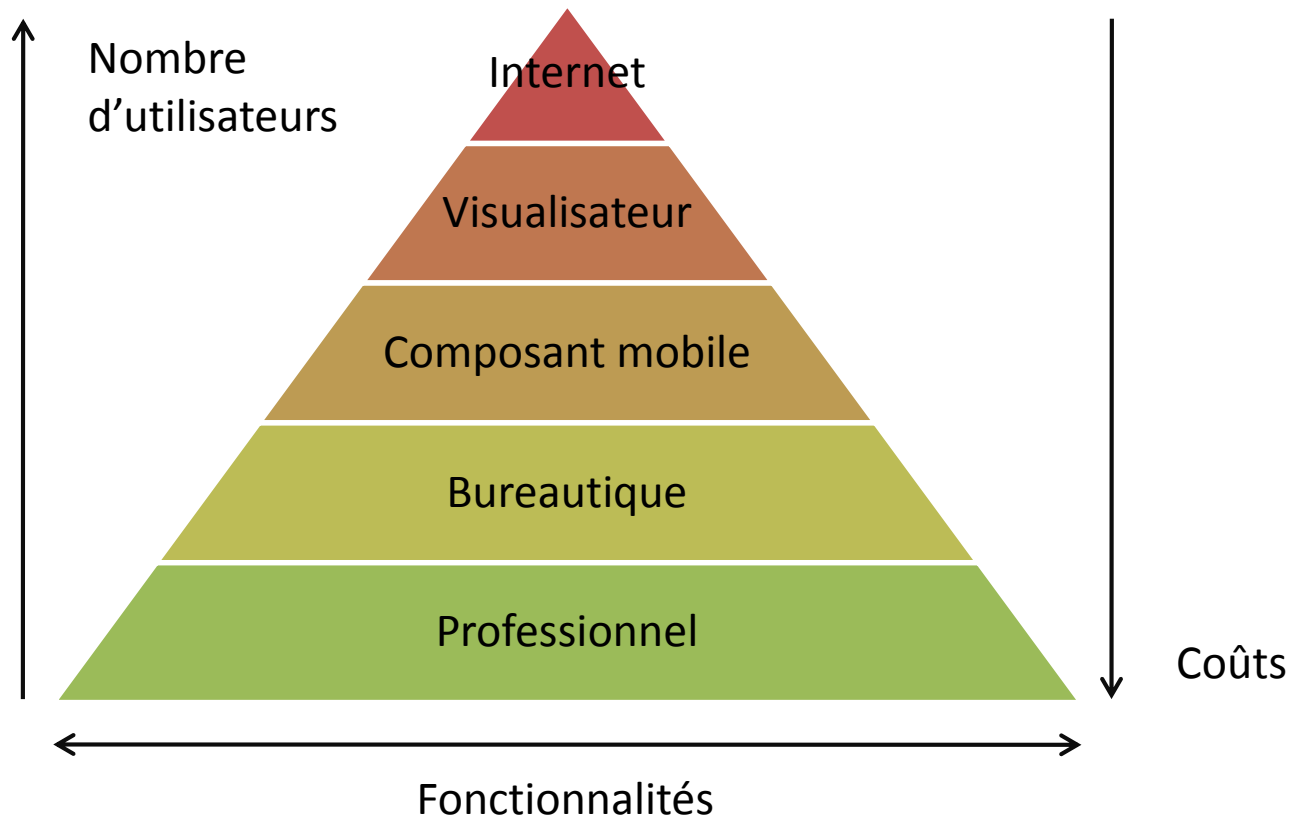 Nombre
d’utilisateurs
Internet
Visualisateur
Composant mobile
Bureautique
Professionnel
Coûts
Fonctionnalités